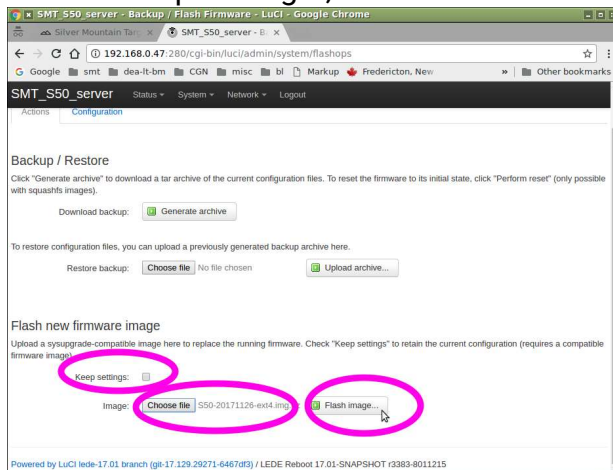 SMT_S50_server - Backup / Flash Firmware - LuCI - Google Chrome
Silver Mountain Tar × SMT_S50_server - Ba ×
192.168.0.47:280/cgi-bin/luci/admin/system/flashops
Google smt dea-lt-bm CGN misc bl Markup Fredericton, New » Other bookmarks
SMT_S50_server Status System Network Logout
Actions Configuration
Backup / Restore
Click "Generate archive" to download a tar archive of the current configuration files. To reset the firmware to its initial state, click "Perform reset" (only possible
with squashfs images).
Download backup: Generate archive
To restore configuration files, you can upload a previously generated backup archive here.
Restore backup: Choose file No file chosen Upload archive...
Flash new firmware image
Upload a sysupgrade-compatible image here to replace the running firmware. Check "Keep settings" to retain the current configuration (requires a compatible
firmware image).
Keep settings:
Image: Choose file S50-20171126-ext4.img. Flash image...
Powered by LuCI lede-17.01 branch (git-17.129.29271-6467df3) / LEDE Reboot 17.01-SNAPSHOT r3383-8011215